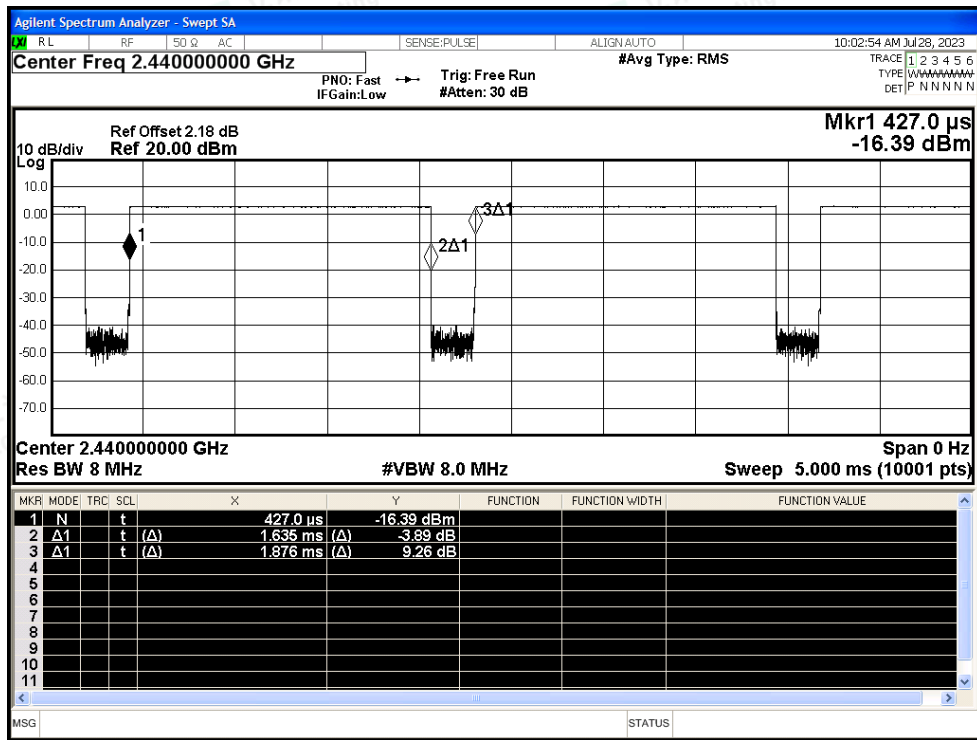 Agilent Spectrum Analyzer - Swept SA
LXI RL RF 50 Ω AC SENSE:PULSE ALIGN AUTO 10:02:54 AM Jul 28, 2023
Center Freq 2.440000000 GHz #Avg Type: RMS TRACE 1 2 3 4 5 6
PNO: Fast Trig: Free Run TYPE WWWWWW
IFGain:Low #Atten: 30 dB DET P N N N N N
Mkr1 427.0 µs
Ref Offset 2.18 dB
10 dB/div Ref 20.00 dBm -16.39 dBm
Log
10.0
0.00 3Δ1
-10.0 1 2Δ1
-20.0
-30.0
-40.0
-50.0
-60.0
-70.0
Center 2.440000000 GHz Span 0 Hz
Res BW 8 MHz #VBW 8.0 MHz Sweep 5.000 ms (10001 pts)
MKR MODE TRC SCL X Y FUNCTION FUNCTION WIDTH FUNCTION VALUE
1 N t 427.0 µs -16.39 dBm
2 Δ1 t (Δ) 1.635 ms (Δ) -3.89 dB
3 Δ1 t (Δ) 1.876 ms (Δ) 9.26 dB
4
5
6
7
8
9
10
11
MSG STATUS